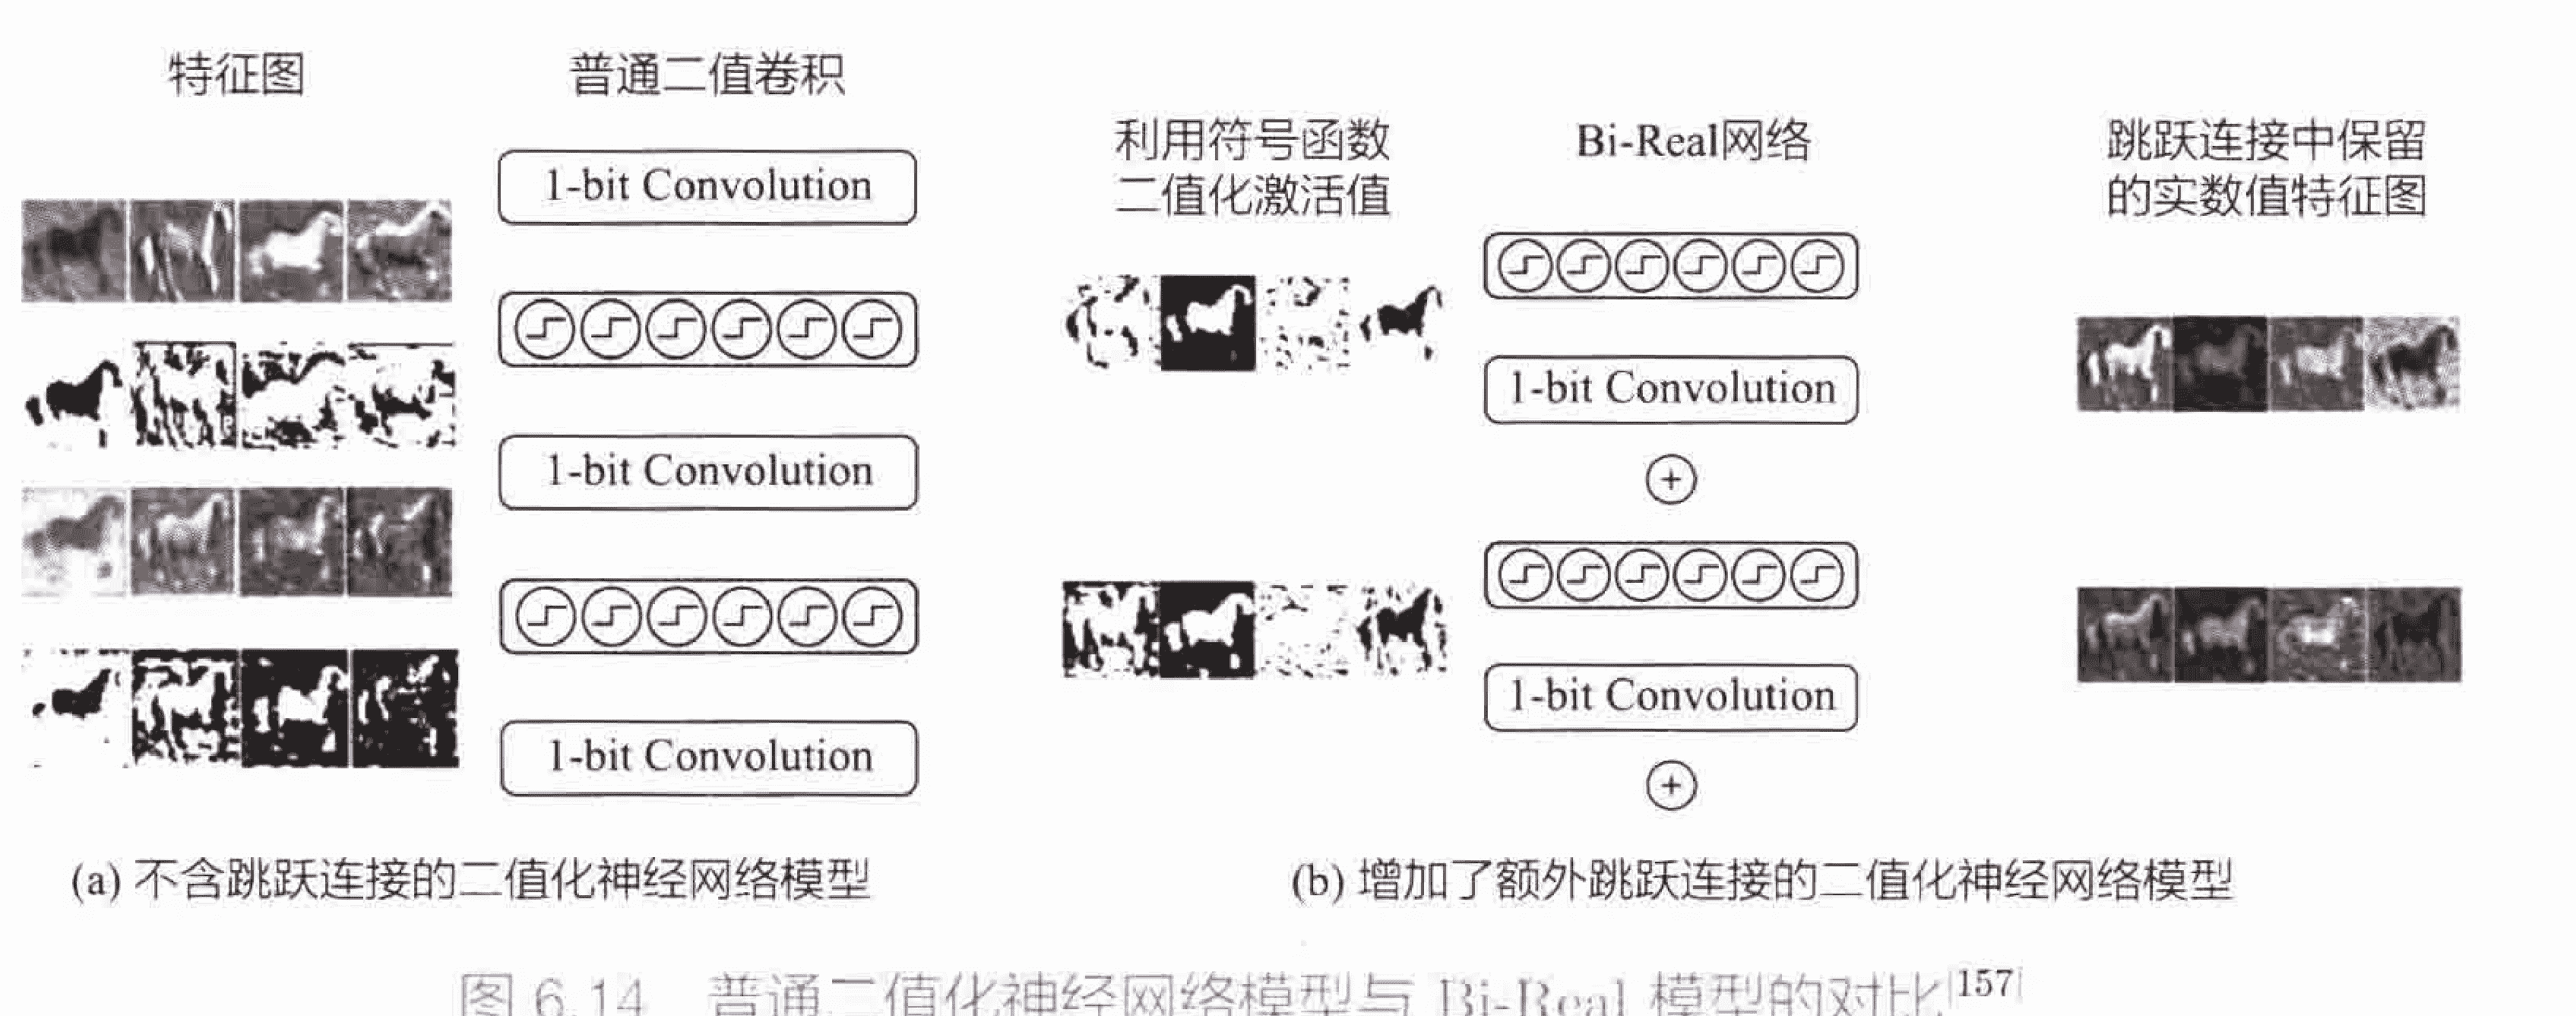 特征图
普通二值卷积
1-bit Convolution
1-bit Convolution
1-bit Convolution
(a) 不含跳跃连接的二值化神经网络模型
利用符号函数
二值化激活值
Bi-Real网络
跳跃连接中保留
的实数值特征图
1-bit Convolution
+
1-bit Convolution
+
(b) 增加了额外跳跃连接的二值化神经网络模型
图 6.14 普通二值化神经网络模型与 Bi-Real 模型的对比[157]